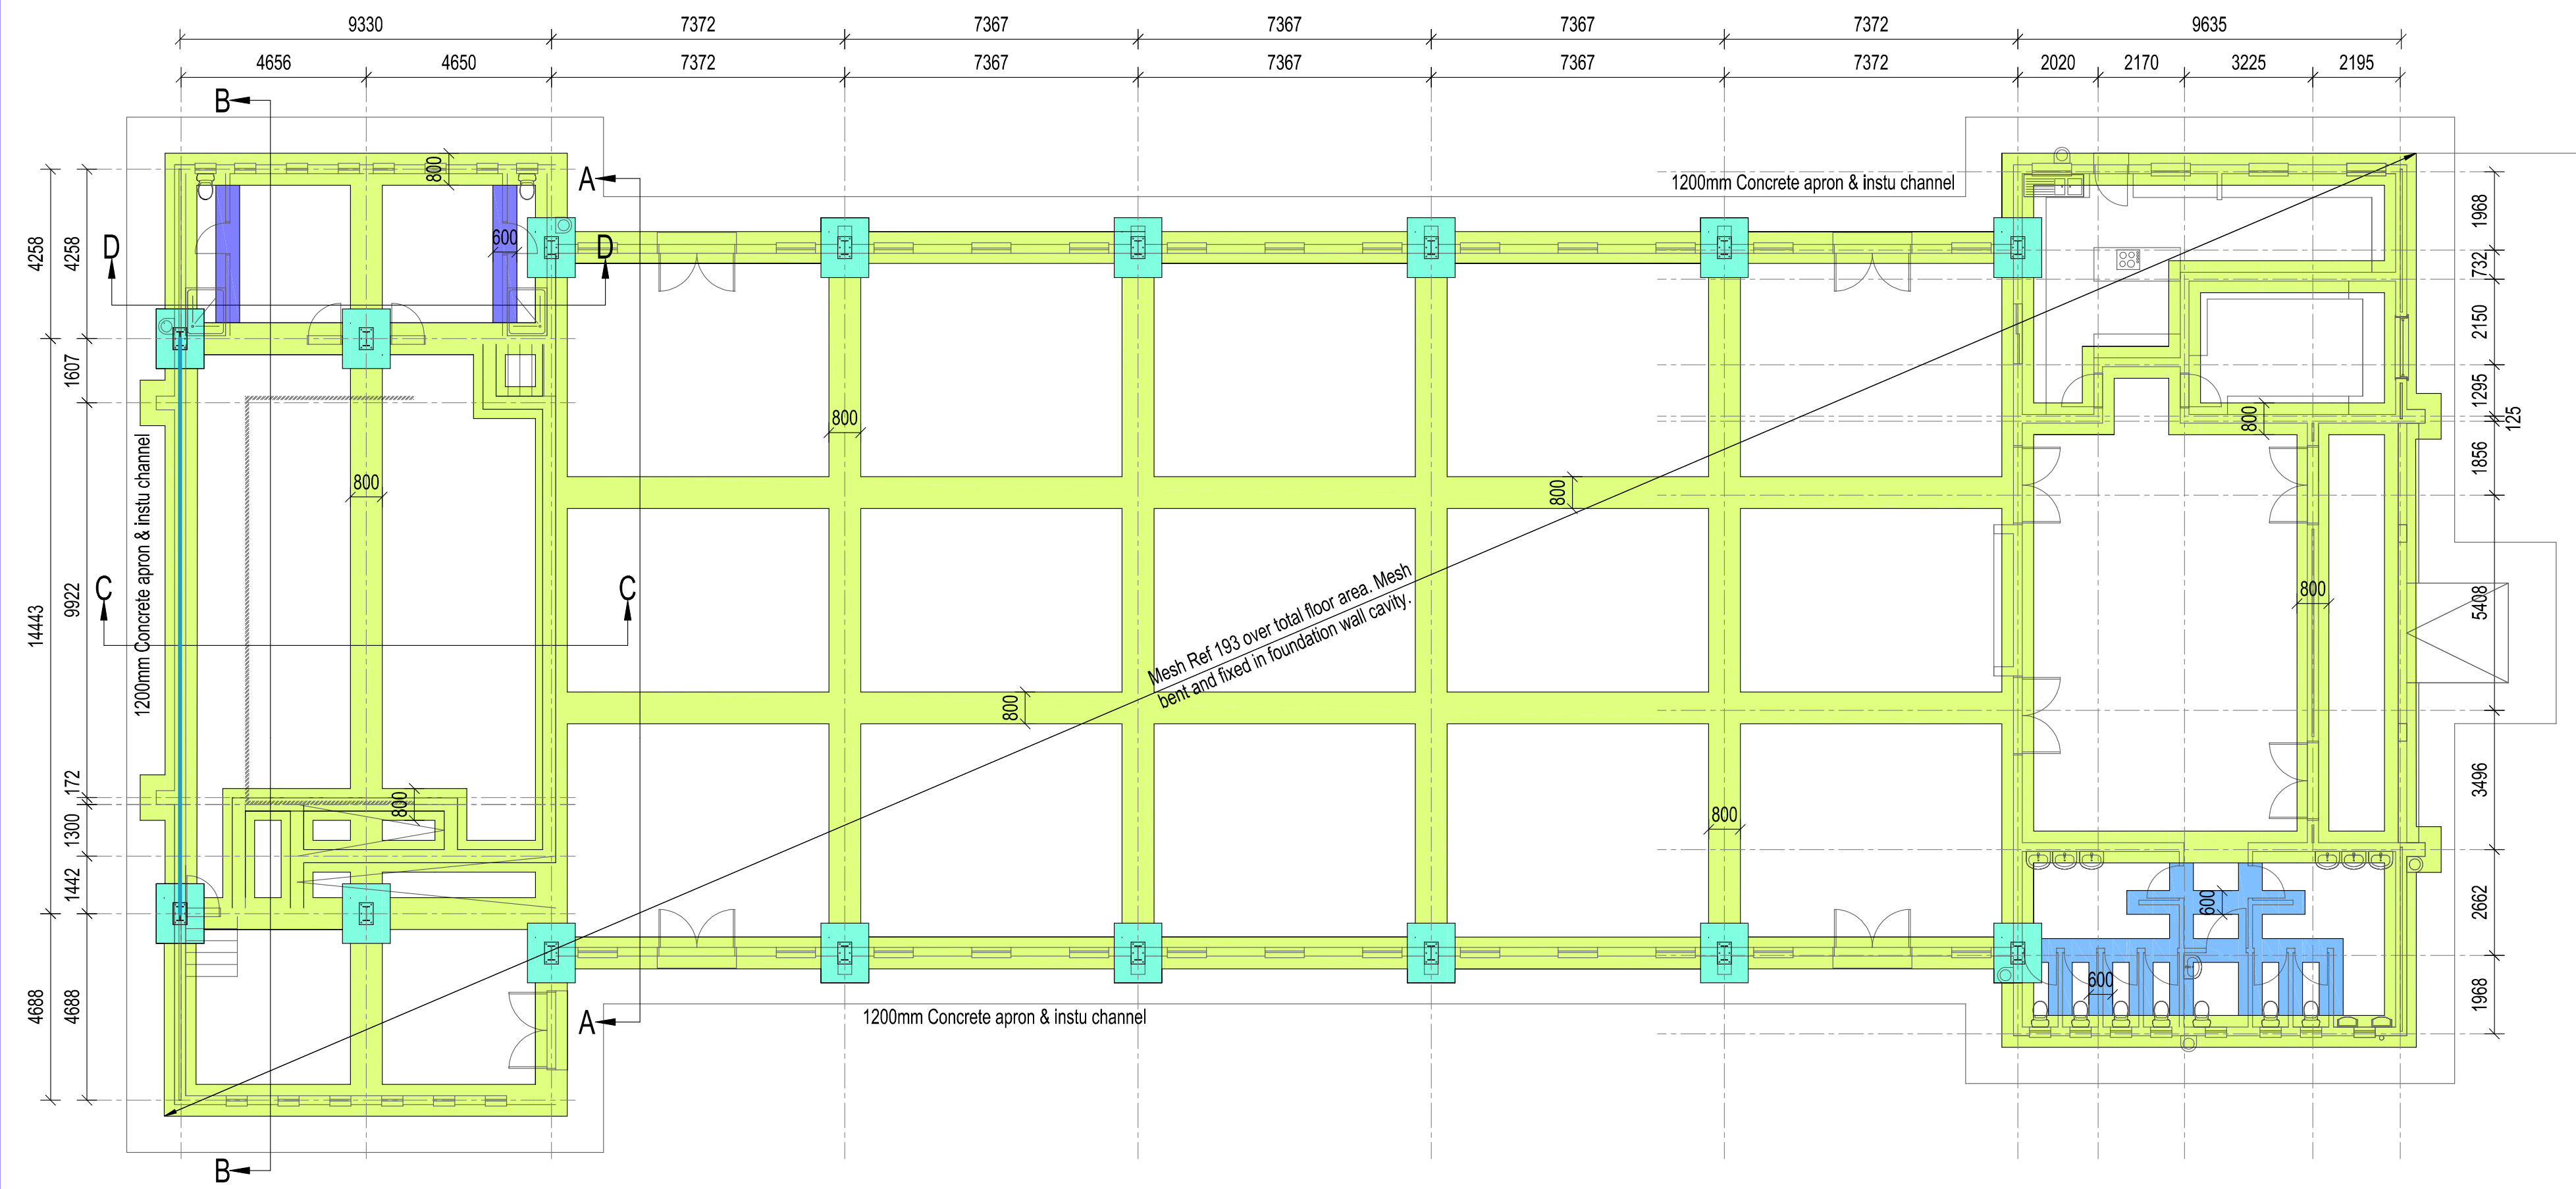 9330 7372 7367 7367 7367 7372 9635
4656 4650 7372 7367 7367 7367 7372 2020 2170 3225 2195
B
800
A
1200mm Concrete apron & instu channel
4258
4258
D
600
D
1968
732
2150
1607
1295
125
800
800
1200mm Concrete apron & instu channel
800
800
1856
14443
9922
C
C
Mesh Ref 193 over total floor area. Mesh
bent and fixed in foundation wall cavity.
800
5408
800
172
800
3496
1300
800
1442
600
2662
4688
4688
600
1968
A
1200mm Concrete apron & instu channel
B